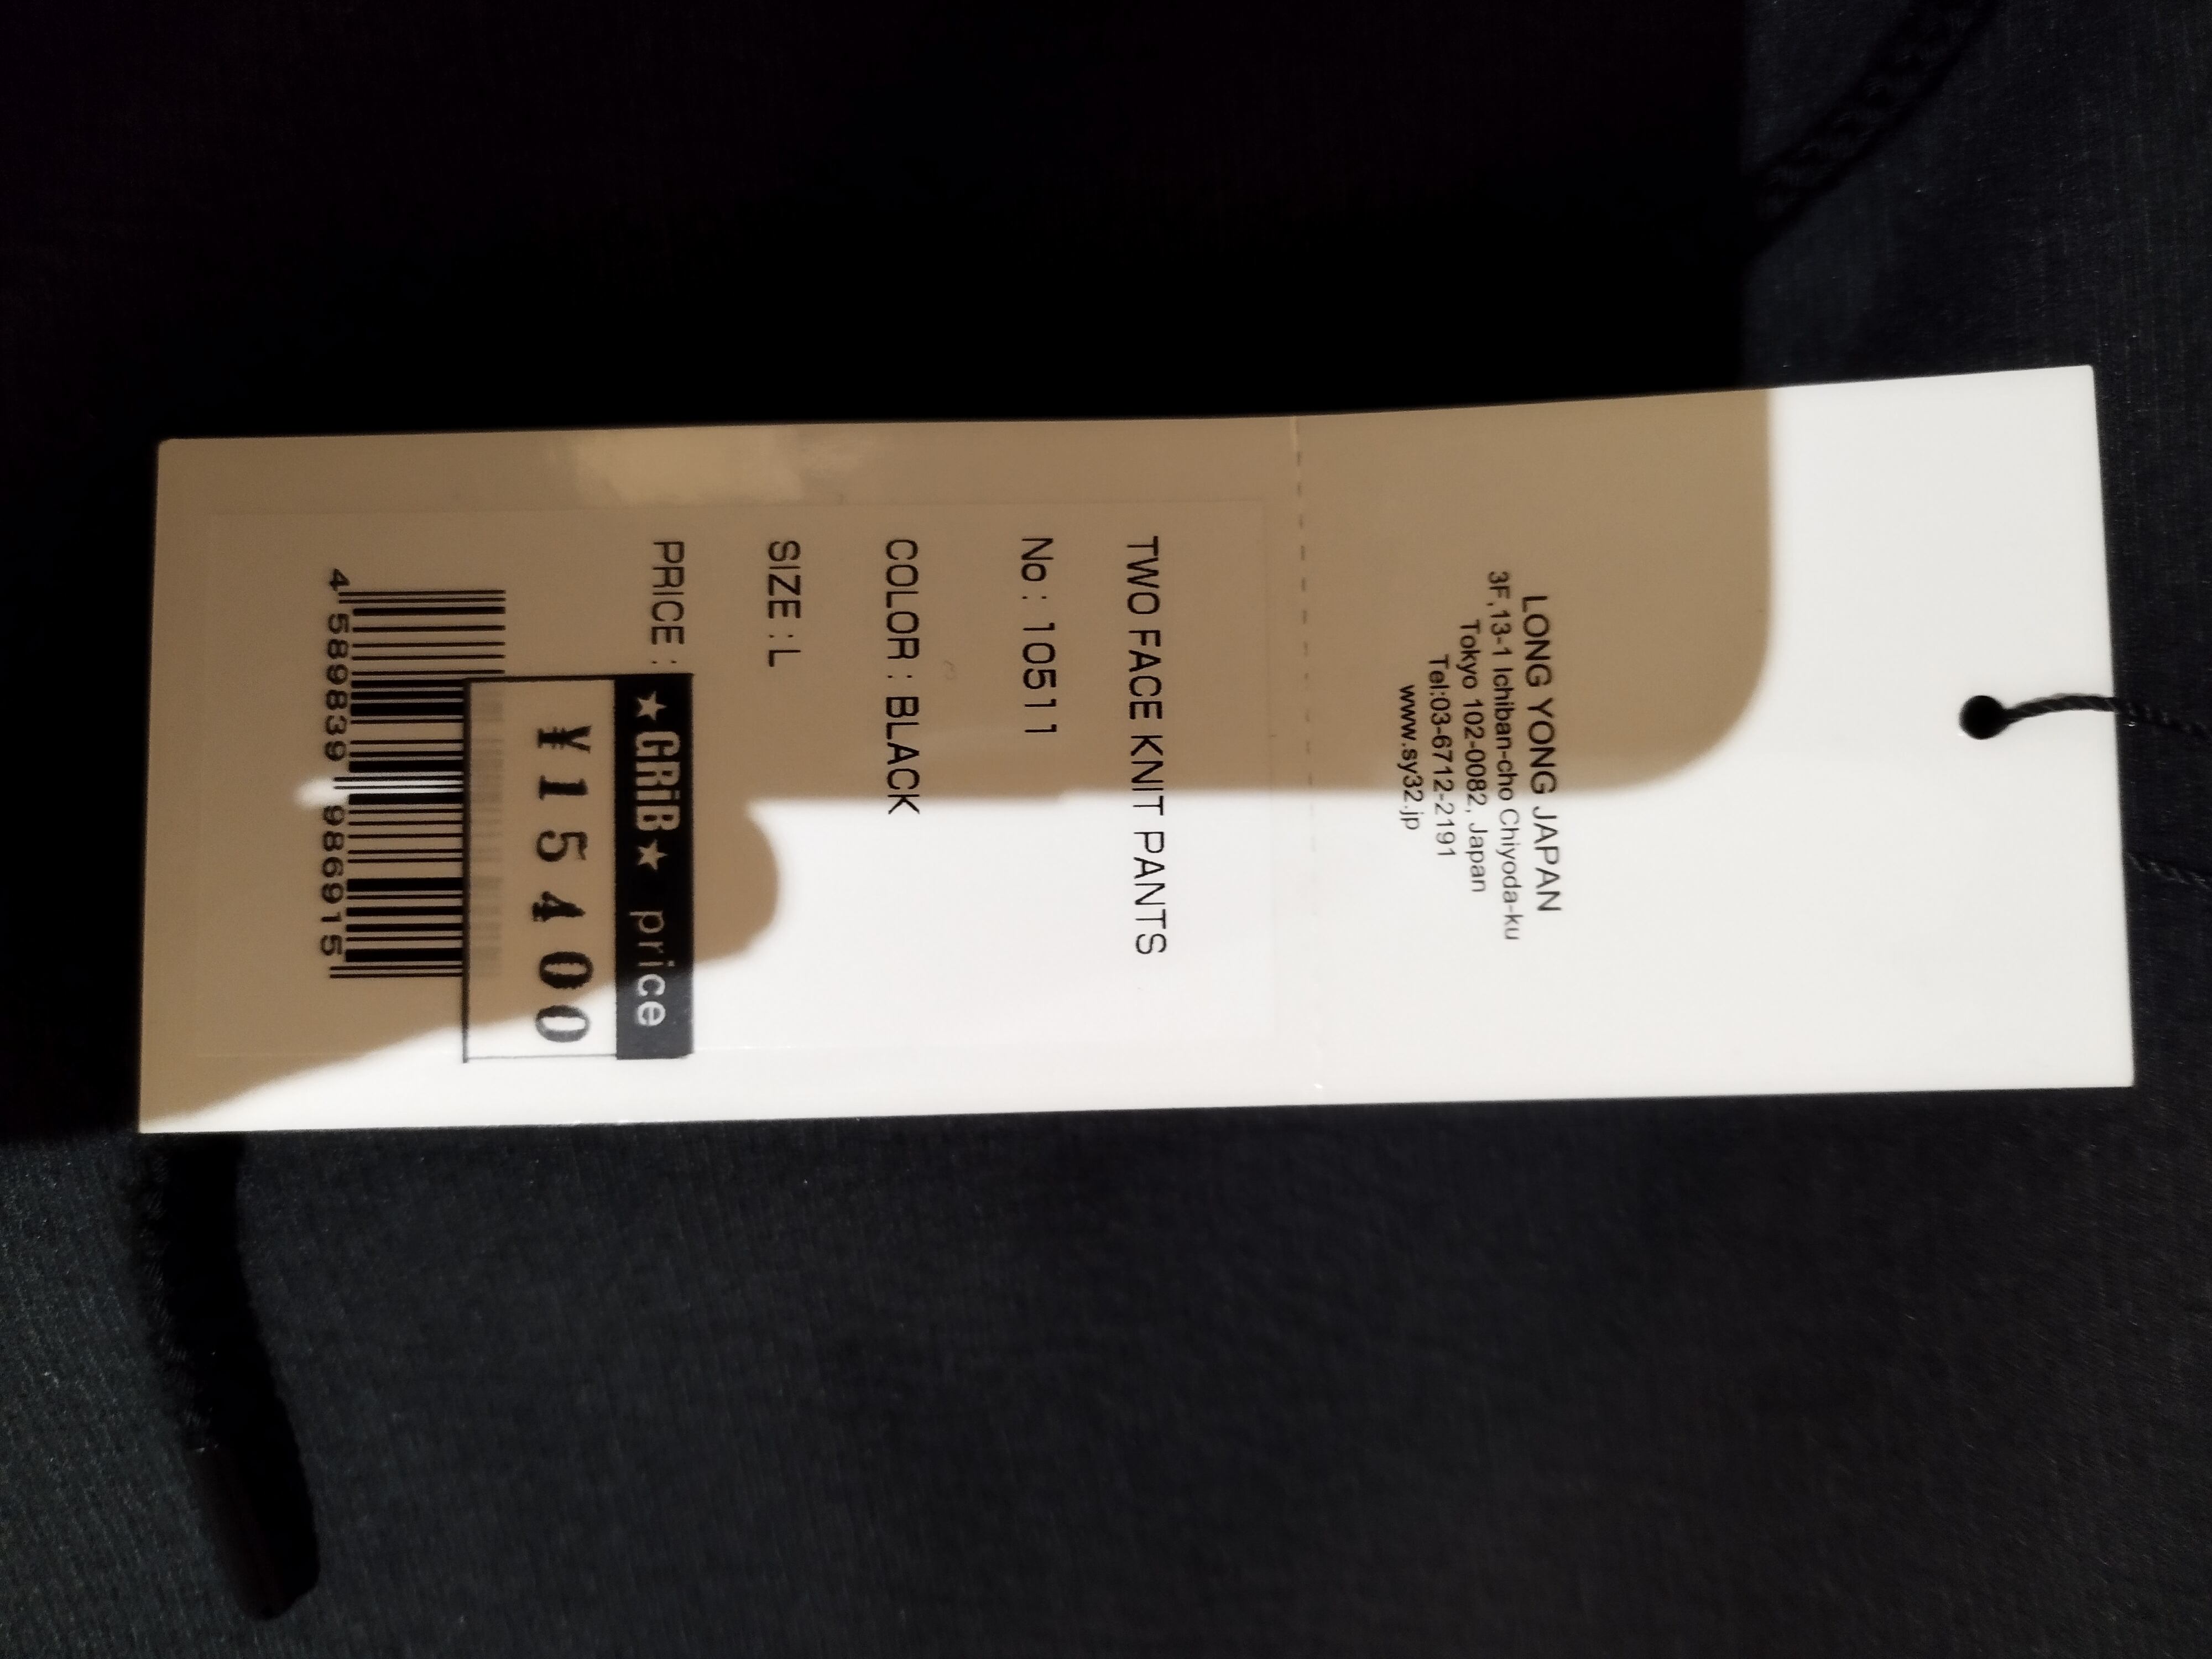 LONG YONG JAPAN
3F,13-1 Ichiban-cho Chiyoda-ku
Tokyo 102-0082, Japan
Tel:03-6712-2191
www.sy32.jp
TWO FACE KNIT PANTS
No : 10511
COLOR : BLACK
SIZE : L
PRICE :
★GRiB★ price
¥15400
4 589839 986915